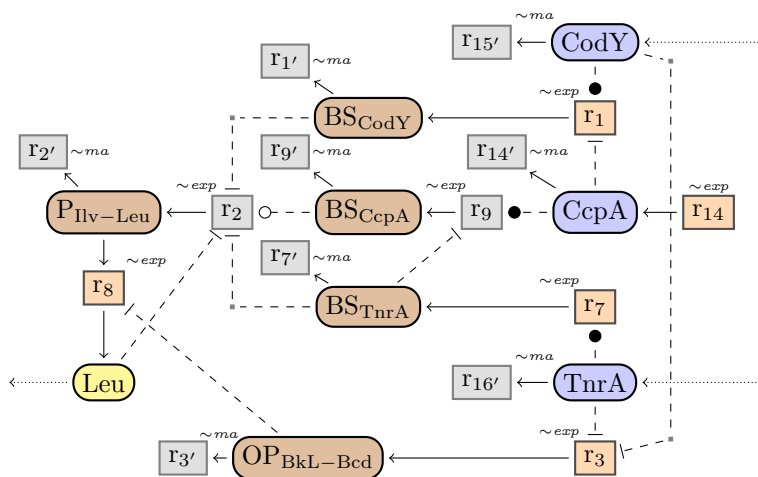 ∼ma
r15′
CodY
r1′
∼ma
∼exp
BSCodY
r1
r2′
∼ma
r9′
∼ma
r14′
∼ma
∼exp
∼exp
∼exp
PIlv−Leu
r2
BSCcpA
r9
CcpA
r14
r7′
∼ma
∼exp
∼exp
r8
BSTnrA
r7
∼ma
Leu
r16′
TnrA
∼ma
∼exp
r3′
OPBkL−Bcd
r3